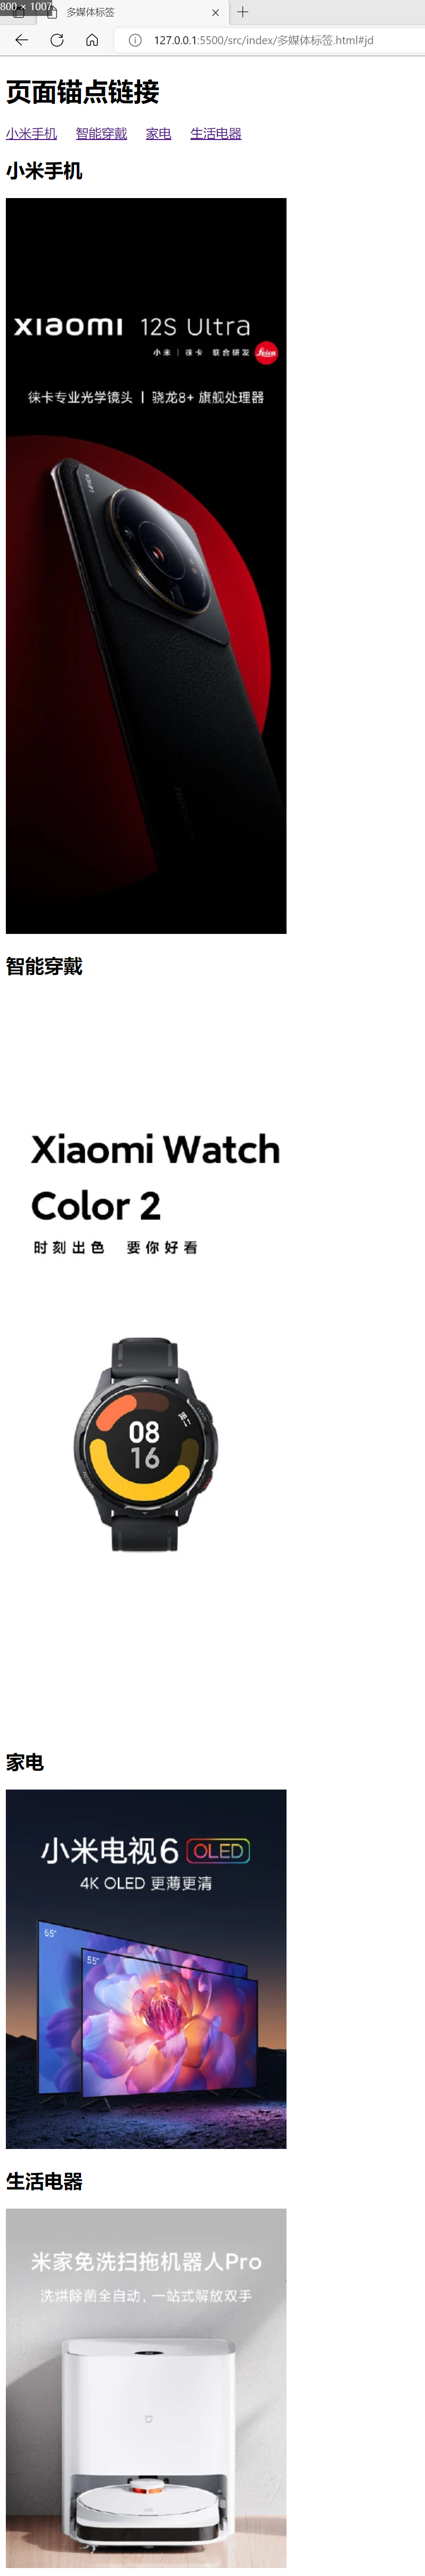 800 × 1007
多媒体标签
127.0.0.1:5500/src/index/多媒体标签.html#jd
页面锚点链接
小米手机 智能穿戴 家电 生活电器
小米手机
xiaomi 12S Ultra
小米 | 徕卡 联合研发 Leica
徕卡专业光学镜头 | 骁龙8+ 旗舰处理器
智能穿戴
Xiaomi Watch
Color 2
时刻出色 要你好看
周二
08
16
家电
小米电视6 OLED
4K OLED 更薄更清
65"
55"
生活电器
米家免洗扫拖机器人Pro
洗烘除菌全自动，一站式解放双手